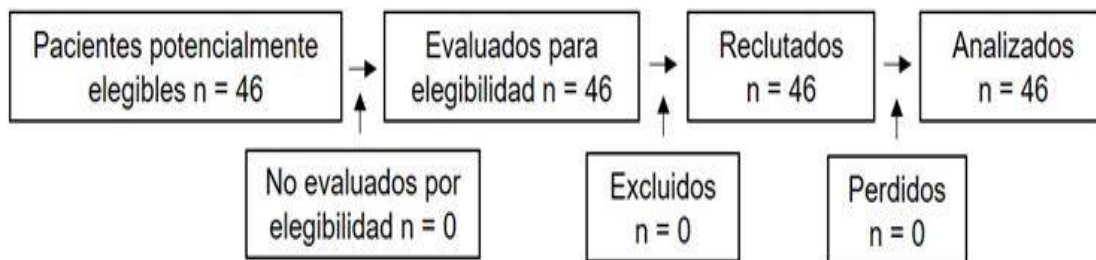 Pacientes potencialmente
elegibles n = 46
Evaluados para
elegibilidad n = 46
Reclutados
n = 46
Analizados
n = 46
No evaluados por
elegibilidad n = 0
Excluidos
n = 0
Perdidos
n = 0